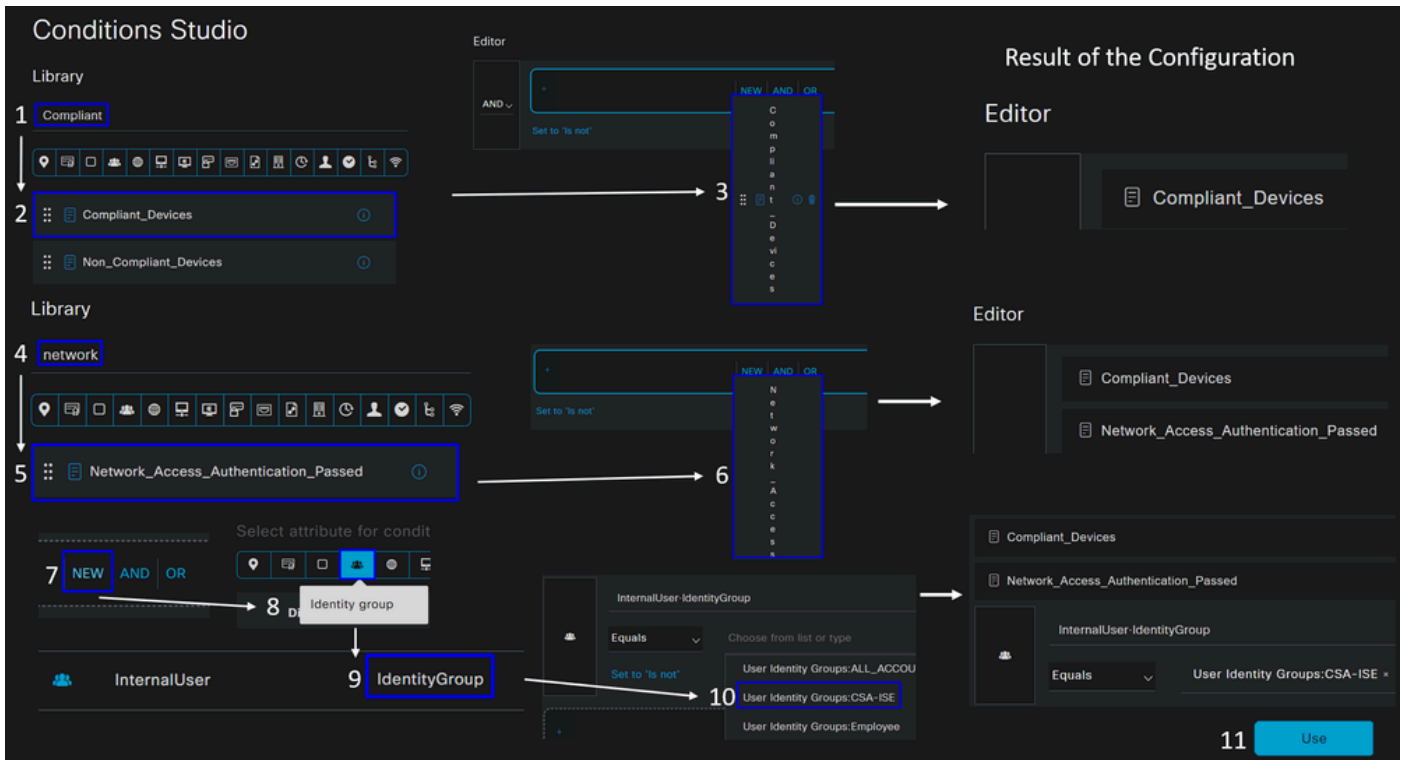 Conditions Studio
Library
1 Compliant
2 Compliant_Devices
Non_Compliant_Devices
Editor
AND
NEW AND OR
Set to 'Is not'
3 Compliant_Devices
Result of the Configuration
Editor
Compliant_Devices
Library
4 network
5 Network_Access_Authentication_Passed
NEW AND OR
Set to 'Is not'
6 Network_Access
Editor
Compliant_Devices
Network_Access_Authentication_Passed
7 NEW AND OR
Select attribute for condit
8 Di
Identity group
InternalUser
9 IdentityGroup
InternalUser·IdentityGroup
Equals
Choose from list or type
Set to 'Is not'
User Identity Groups:ALL_ACCOU
10 User Identity Groups:CSA-ISE
User Identity Groups:Employee
Compliant_Devices
Network_Access_Authentication_Passed
InternalUser·IdentityGroup
Equals
User Identity Groups:CSA-ISE ×
11 Use